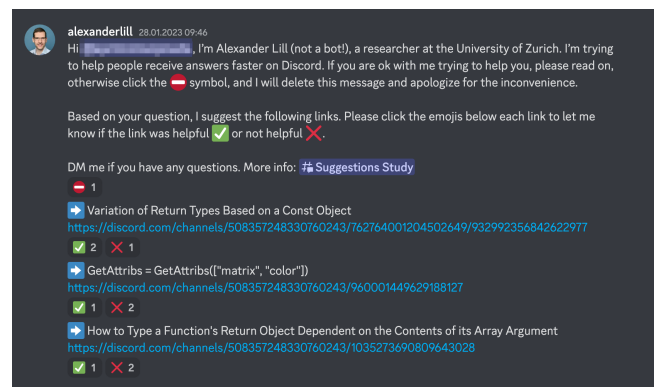 alexanderlill 28.01.2023 09:46
Hi , I'm Alexander Lill (not a bot!), a researcher at the University of Zurich. I'm trying
to help people receive answers faster on Discord. If you are ok with me trying to help you, please read on,
otherwise click the ⛔ symbol, and I will delete this message and apologize for the inconvenience.
Based on your question, I suggest the following links. Please click the emojis below each link to let me
know if the link was helpful ✅ or not helpful ❌.
DM me if you have any questions. More info: Suggestions Study
⛔ 1
➡️ Variation of Return Types Based on a Const Object
https://discord.com/channels/508357248330760243/762764001204502649/932992356842622977
✅ 2 ❌ 1
➡️ GetAttribs = GetAttribs(["matrix", "color"])
https://discord.com/channels/508357248330760243/960001449629188127
✅ 1 ❌ 2
➡️ How to Type a Function's Return Object Dependent on the Contents of its Array Argument
https://discord.com/channels/508357248330760243/1035273690809643028
✅ 1 ❌ 2